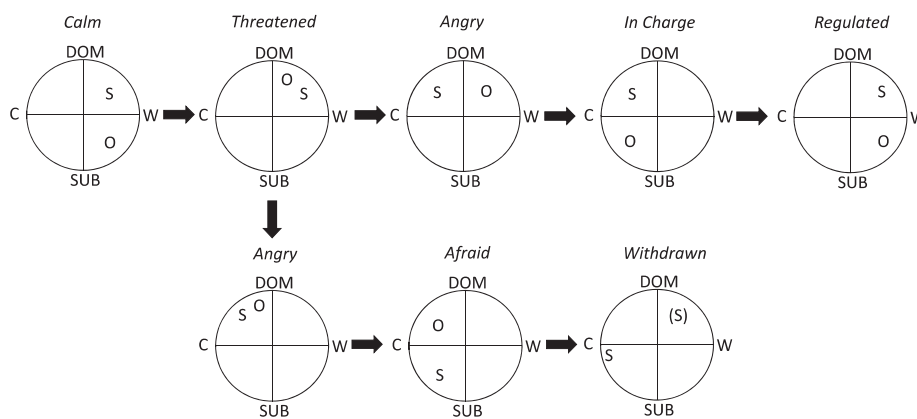 Calm Threatened Angry In Charge Regulated
DOM DOM DOM DOM DOM
O
S S S O S S
C W C W C W C W C W
O O O
SUB SUB SUB SUB SUB
Angry Afraid Withdrawn
DOM DOM DOM
S O O (S)
C W C W C W
S S
SUB SUB SUB